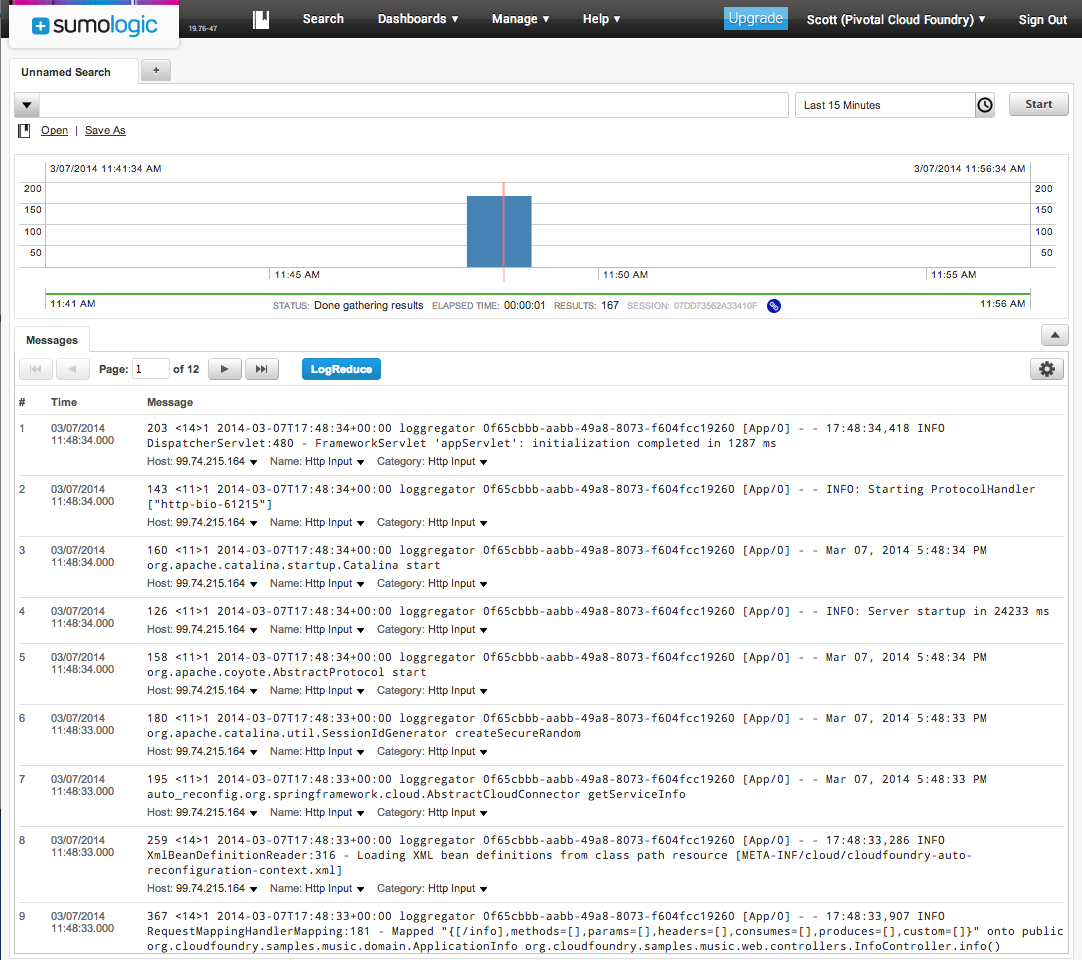 sumologic
19.76-47
Search Dashboards ▼ Manage ▼ Help ▼ Upgrade Scott (Pivotal Cloud Foundry) ▼ Sign Out
Unnamed Search +
Last 15 Minutes Start
Open | Save As
3/07/2014 11:41:34 AM 3/07/2014 11:56:34 AM
200 200
150 150
100 100
50 50
11:45 AM 11:50 AM 11:55 AM
11:41 AM STATUS: Done gathering results ELAPSED TIME: 00:00:01 RESULTS: 167 SESSION: 07DD73562A33410F 11:56 AM
Messages
Page: 1 of 12 LogReduce
# Time Message
1 03/07/2014 203 <14>1 2014-03-07T17:48:34+00:00 loggregator 0f65cbbb-aabb-49a8-8073-f604fcc19260 [App/0] - - 17:48:34,418 INFO
11:48:34.000 DispatcherServlet:480 - FrameworkServlet 'appServlet': initialization completed in 1287 ms
Host: 99.74.215.164 ▼ Name: Http Input ▼ Category: Http Input ▼
2 03/07/2014 143 <11>1 2014-03-07T17:48:34+00:00 loggregator 0f65cbbb-aabb-49a8-8073-f604fcc19260 [App/0] - - INFO: Starting ProtocolHandler
11:48:34.000 ["http-bio-61215"]
Host: 99.74.215.164 ▼ Name: Http Input ▼ Category: Http Input ▼
3 03/07/2014 160 <11>1 2014-03-07T17:48:34+00:00 loggregator 0f65cbbb-aabb-49a8-8073-f604fcc19260 [App/0] - - Mar 07, 2014 5:48:34 PM
11:48:34.000 org.apache.catalina.startup.Catalina start
Host: 99.74.215.164 ▼ Name: Http Input ▼ Category: Http Input ▼
4 03/07/2014 126 <11>1 2014-03-07T17:48:34+00:00 loggregator 0f65cbbb-aabb-49a8-8073-f604fcc19260 [App/0] - - INFO: Server startup in 24233 ms
11:48:34.000 Host: 99.74.215.164 ▼ Name: Http Input ▼ Category: Http Input ▼
5 03/07/2014 158 <11>1 2014-03-07T17:48:34+00:00 loggregator 0f65cbbb-aabb-49a8-8073-f604fcc19260 [App/0] - - Mar 07, 2014 5:48:34 PM
11:48:34.000 org.apache.coyote.AbstractProtocol start
Host: 99.74.215.164 ▼ Name: Http Input ▼ Category: Http Input ▼
6 03/07/2014 180 <11>1 2014-03-07T17:48:33+00:00 loggregator 0f65cbbb-aabb-49a8-8073-f604fcc19260 [App/0] - - Mar 07, 2014 5:48:33 PM
11:48:33.000 org.apache.catalina.util.SessionIdGenerator createSecureRandom
Host: 99.74.215.164 ▼ Name: Http Input ▼ Category: Http Input ▼
7 03/07/2014 195 <11>1 2014-03-07T17:48:33+00:00 loggregator 0f65cbbb-aabb-49a8-8073-f604fcc19260 [App/0] - - Mar 07, 2014 5:48:33 PM
11:48:33.000 auto_reconfig.org.springframework.cloud.AbstractCloudConnector getServiceInfo
Host: 99.74.215.164 ▼ Name: Http Input ▼ Category: Http Input ▼
8 03/07/2014 259 <14>1 2014-03-07T17:48:33+00:00 loggregator 0f65cbbb-aabb-49a8-8073-f604fcc19260 [App/0] - - 17:48:33,286 INFO
11:48:33.000 XmlBeanDefinitionReader:316 - Loading XML bean definitions from class path resource [META-INF/cloud/cloudfoundry-auto-
reconfiguration-context.xml]
Host: 99.74.215.164 ▼ Name: Http Input ▼ Category: Http Input ▼
9 03/07/2014 367 <14>1 2014-03-07T17:48:33+00:00 loggregator 0f65cbbb-aabb-49a8-8073-f604fcc19260 [App/0] - - 17:48:33,907 INFO
11:48:33.000 RequestMappingHandlerMapping:181 - Mapped "{[/info],methods=[],params=[],headers=[],consumes=[],produces=[],custom=[]}" onto public
org.cloudfoundry.samples.music.domain.ApplicationInfo org.cloudfoundry.samples.music.web.controllers.InfoController.info()